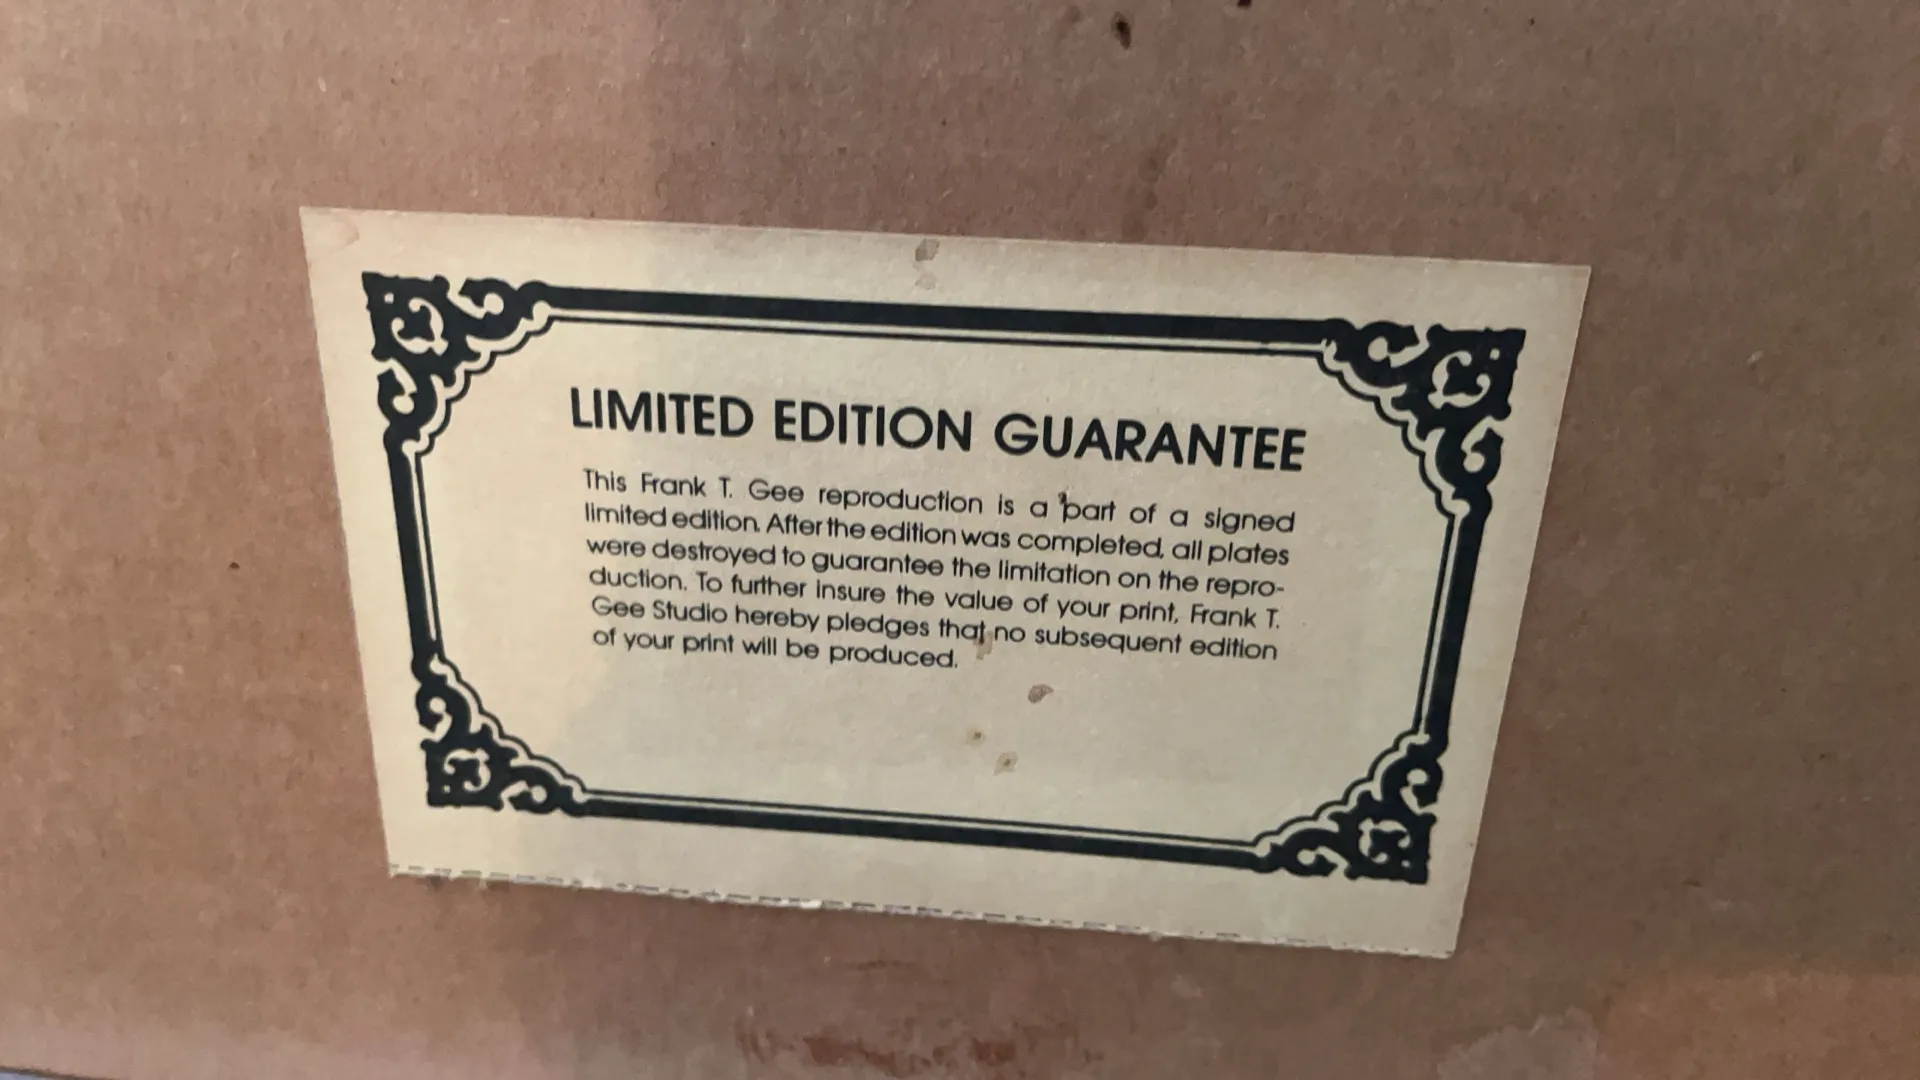 LIMITED EDITION GUARANTEE
This Frank T. Gee reproduction is a part of a signed
limited edition. After the edition was completed, all plates
were destroyed to guarantee the limitation on the repro-
duction. To further insure the value of your print, Frank T.
Gee Studio hereby pledges that no subsequent edition
of your print will be produced.